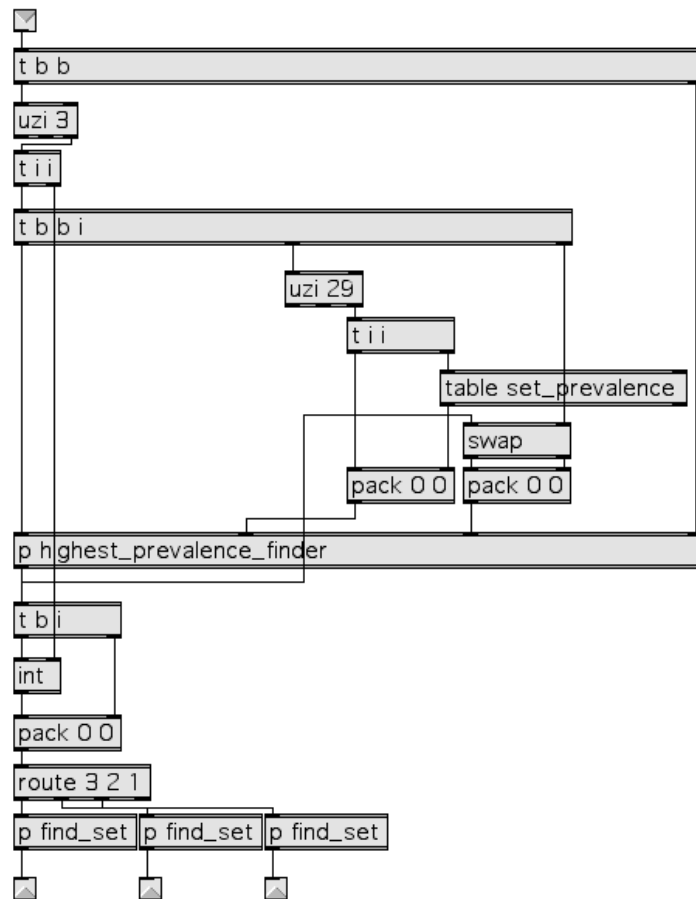 t b b
uzi 3
t i i
t b b i
uzi 29
t i i
table set_prevalence
swap
pack 0 0
pack 0 0
p highest_prevalence_finder
t b i
int
pack 0 0
route 3 2 1
p find_set
p find_set
p find_set